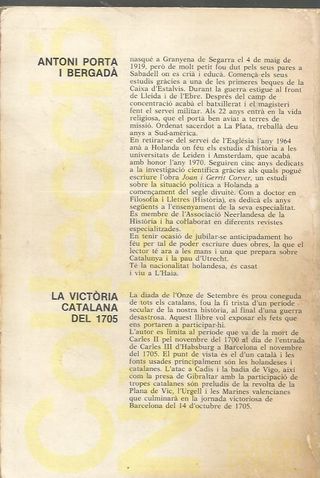 ANTONI PORTA
I BERGADÀ
nasqué a Granyena de Segarra el 4 de maig de
1919, però de molt petit fou dut pels seus pares a
Sabadell on es crià i educà. Començà els seus
estudis gràcies a una de les primeres beques de la
Caixa d'Estalvis. Durant la guerra estigué al front
de Lleida i de l'Ebre. Després del camp de
concentració acabà el batxillerat i el magisteri
fent el servei militar. Als 22 anys entrà en la vida
religiosa, que el portà ben aviat a terres de
missió. Ordenat sacerdot a La Plata, treballà deu
anys a Sud-amèrica.
En retirar-se del servei de l'Església l'any 1964
anà a Holanda on féu els estudis d'història a les
universitats de Leiden i Amsterdam, que acabà
amb honor l'any 1970. Seguiren cinc anys dedicats
a la investigació científica gràcies als quals pogué
escriure l'obra Joan i Gerrit Corver, un estudi
sobre la situació política a Holanda a
començament del segle divuitè. Com a doctor en
Filosofia i Lletres (Història), es dedicà els anys
següents a l'ensenyament de la seva especialitat.
És membre de l'Associació Neerlandesa de la
Història i ha col·laborat en diferents revistes
especialitzades.
En tenir ocasió de jubilar-se anticipadament ho
féu per tal de poder escriure dues obres, la que el
lector té ara a les mans i una que prepara sobre
Catalunya i la pau d'Utrecht.
Té la nacionalitat holandesa, és casat
i viu a L'Haia.
LA VICTÒRIA
CATALANA
DEL 1705
La diada de l'Onze de Setembre és prou coneguda
de tots els catalans, fou la fi trista d'un període
secular de la nostra història, al final d'una guerra
desastrosa. Aquest llibre vol exposar els fets que
ens portaren a participar-hi.
L'autor es limita al període que va de la mort de
Carles II pel novembre del 1700 al dia de l'entrada
de Carles III d'Habsburg a Barcelona el novembre
del 1705. El punt de vista és el d'un català i les
fonts usades principalment són les holandeses i
catalanes. L'atac a Cadis i la badia de Vigo, així
com la presa de Gibraltar amb la participació de
tropes catalanes són preludis de la revolta de la
Plana de Vic, l'Urgell i les Marines valencianes
que culminarà en la jornada victoriosa de
Barcelona del 14 d'octubre de 1705.